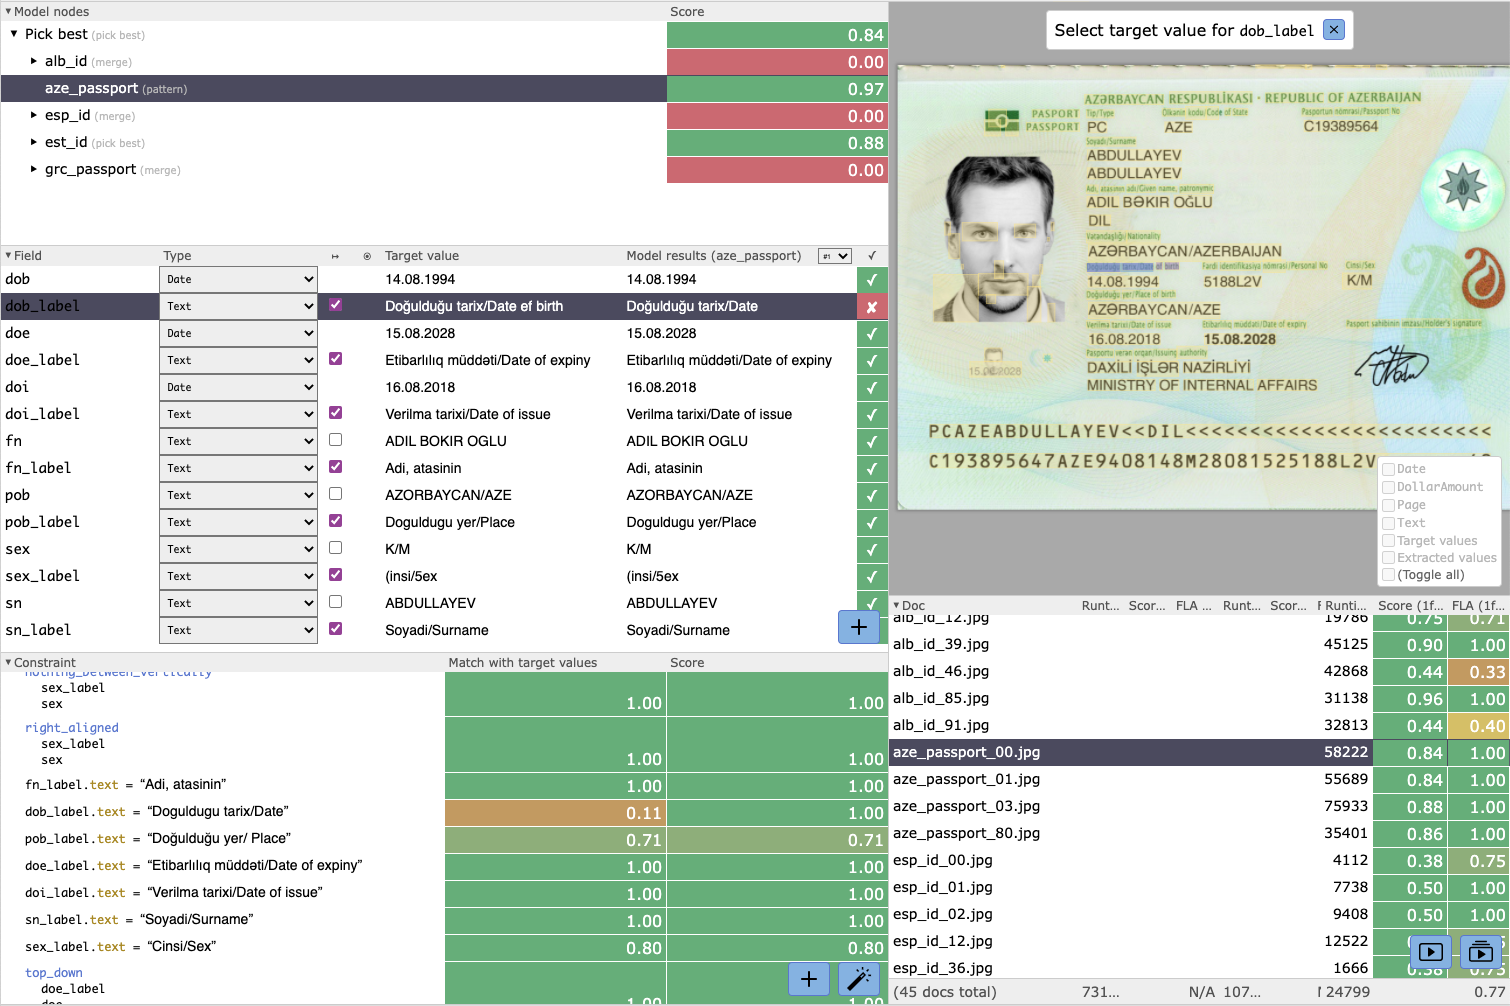 Model nodes Score
Pick best (pick best) 0.84
alb_id (merge) 0.00
aze_passport (pattern) 0.97
esp_id (merge) 0.00
est_id (pick best) 0.88
grc_passport (merge) 0.00
Field Type ↦ Target value Model results (aze_passport) #1 ✓
dob Date 14.08.1994 14.08.1994 ✓
dob_label Text Doğulduğu tarix/Date ef birth Doğulduğu tarix/Date ✗
doe Date 15.08.2028 15.08.2028 ✓
doe_label Text Etibarlılıq müddəti/Date of expiny Etibarlılıq müddəti/Date of expiny ✓
doi Date 16.08.2018 16.08.2018 ✓
doi_label Text Verilma tarixi/Date of issue Verilma tarixi/Date of issue ✓
fn Text ADIL BOKIR OGLU ADIL BOKIR OGLU ✓
fn_label Text Adi, atasinin Adi, atasinin ✓
pob Text AZORBAYCAN/AZE AZORBAYCAN/AZE ✓
pob_label Text Doguldugu yer/Place Doguldugu yer/Place ✓
sex Text K/M K/M ✓
sex_label Text (insi/5ex (insi/5ex ✓
sn Text ABDULLAYEV ABDULLAYEV ✓
sn_label Text Soyadi/Surname Soyadi/Surname
+
Constraint Match with target values Score
nothing_between_vertically
sex_label
sex 1.00 1.00
right_aligned
sex_label
sex 1.00 1.00
fn_label.text = “Adi, atasinin” 1.00 1.00
dob_label.text = “Doguldugu tarix/Date” 0.11 1.00
pob_label.text = “Doğulduğu yer/ Place” 0.71 0.71
doe_label.text = “Etibarlılıq müddəti/Date of expiny” 1.00 1.00
doi_label.text = “Verilma tarixi/Date of issue” 1.00 1.00
sn_label.text = “Soyadi/Surname” 1.00 1.00
sex_label.text = “Cinsi/Sex” 0.80 0.80
top_down
doe_label
doe 1.00 1.00
+
Select target value for dob_label ×
AZƏRBAYCAN RESPUBLİKASI · REPUBLIC OF AZERBAIJAN
PASPORT Tip/Type Ölkənin kodu/Code of State Pasportun nömrəsi/Passport No
PASSPORT PC AZE C19389564
Soyadı/Surname
ABDULLAYEV
ABDULLAYEV
Adı, atasının adı/Given name, patronymic
ADIL BƏKIR OĞLU
DIL
Vətəndaşlığı/Nationality
AZƏRBAYCAN/AZERBAIJAN
Doğulduğu tarix/Date of birth Fərdi identifikasiya nömrəsi/Personal No Cinsi/Sex
14.08.1994 5188L2V K/M
Doğulduğu yer/Place of birth
AZƏRBAYCAN/AZE
Verilmə tarixi/Date of issue Etibarlılıq müddəti/Date of expiry Pasport sahibinin imzası/Holder's signature
16.08.2018 15.08.2028
Pasportu verən orqan/Issuing authority
15.08.2028
DAXİLİ İŞLƏR NAZİRLİYİ
MINISTRY OF INTERNAL AFFAIRS
PCAZEABDULLAYEV<<DIL<<<<<<<<<<<<<<<<<<<<<<<<
C193895647AZE9408148M28081525188L2V
Date
DollarAmount
Page
Text
Target values
Extracted values
(Toggle all)
Doc Runt... Scor... FLA ... Runt... Scor... Runti... Score (1f... FLA (1f...
alb_id_12.jpg 19786 0.75 0.71
alb_id_39.jpg 45125 0.90 1.00
alb_id_46.jpg 42868 0.44 0.33
alb_id_85.jpg 31138 0.96 1.00
alb_id_91.jpg 32813 0.44 0.40
aze_passport_00.jpg 58222 0.84 1.00
aze_passport_01.jpg 55689 0.84 1.00
aze_passport_03.jpg 75933 0.88 1.00
aze_passport_80.jpg 35401 0.86 1.00
esp_id_00.jpg 4112 0.38 0.75
esp_id_01.jpg 7738 0.50 1.00
esp_id_02.jpg 9408 0.50 1.00
esp_id_12.jpg 12522
esp_id_36.jpg 1666 0.38 0.75
(45 docs total) 731... N/A 107... 24799 0.77